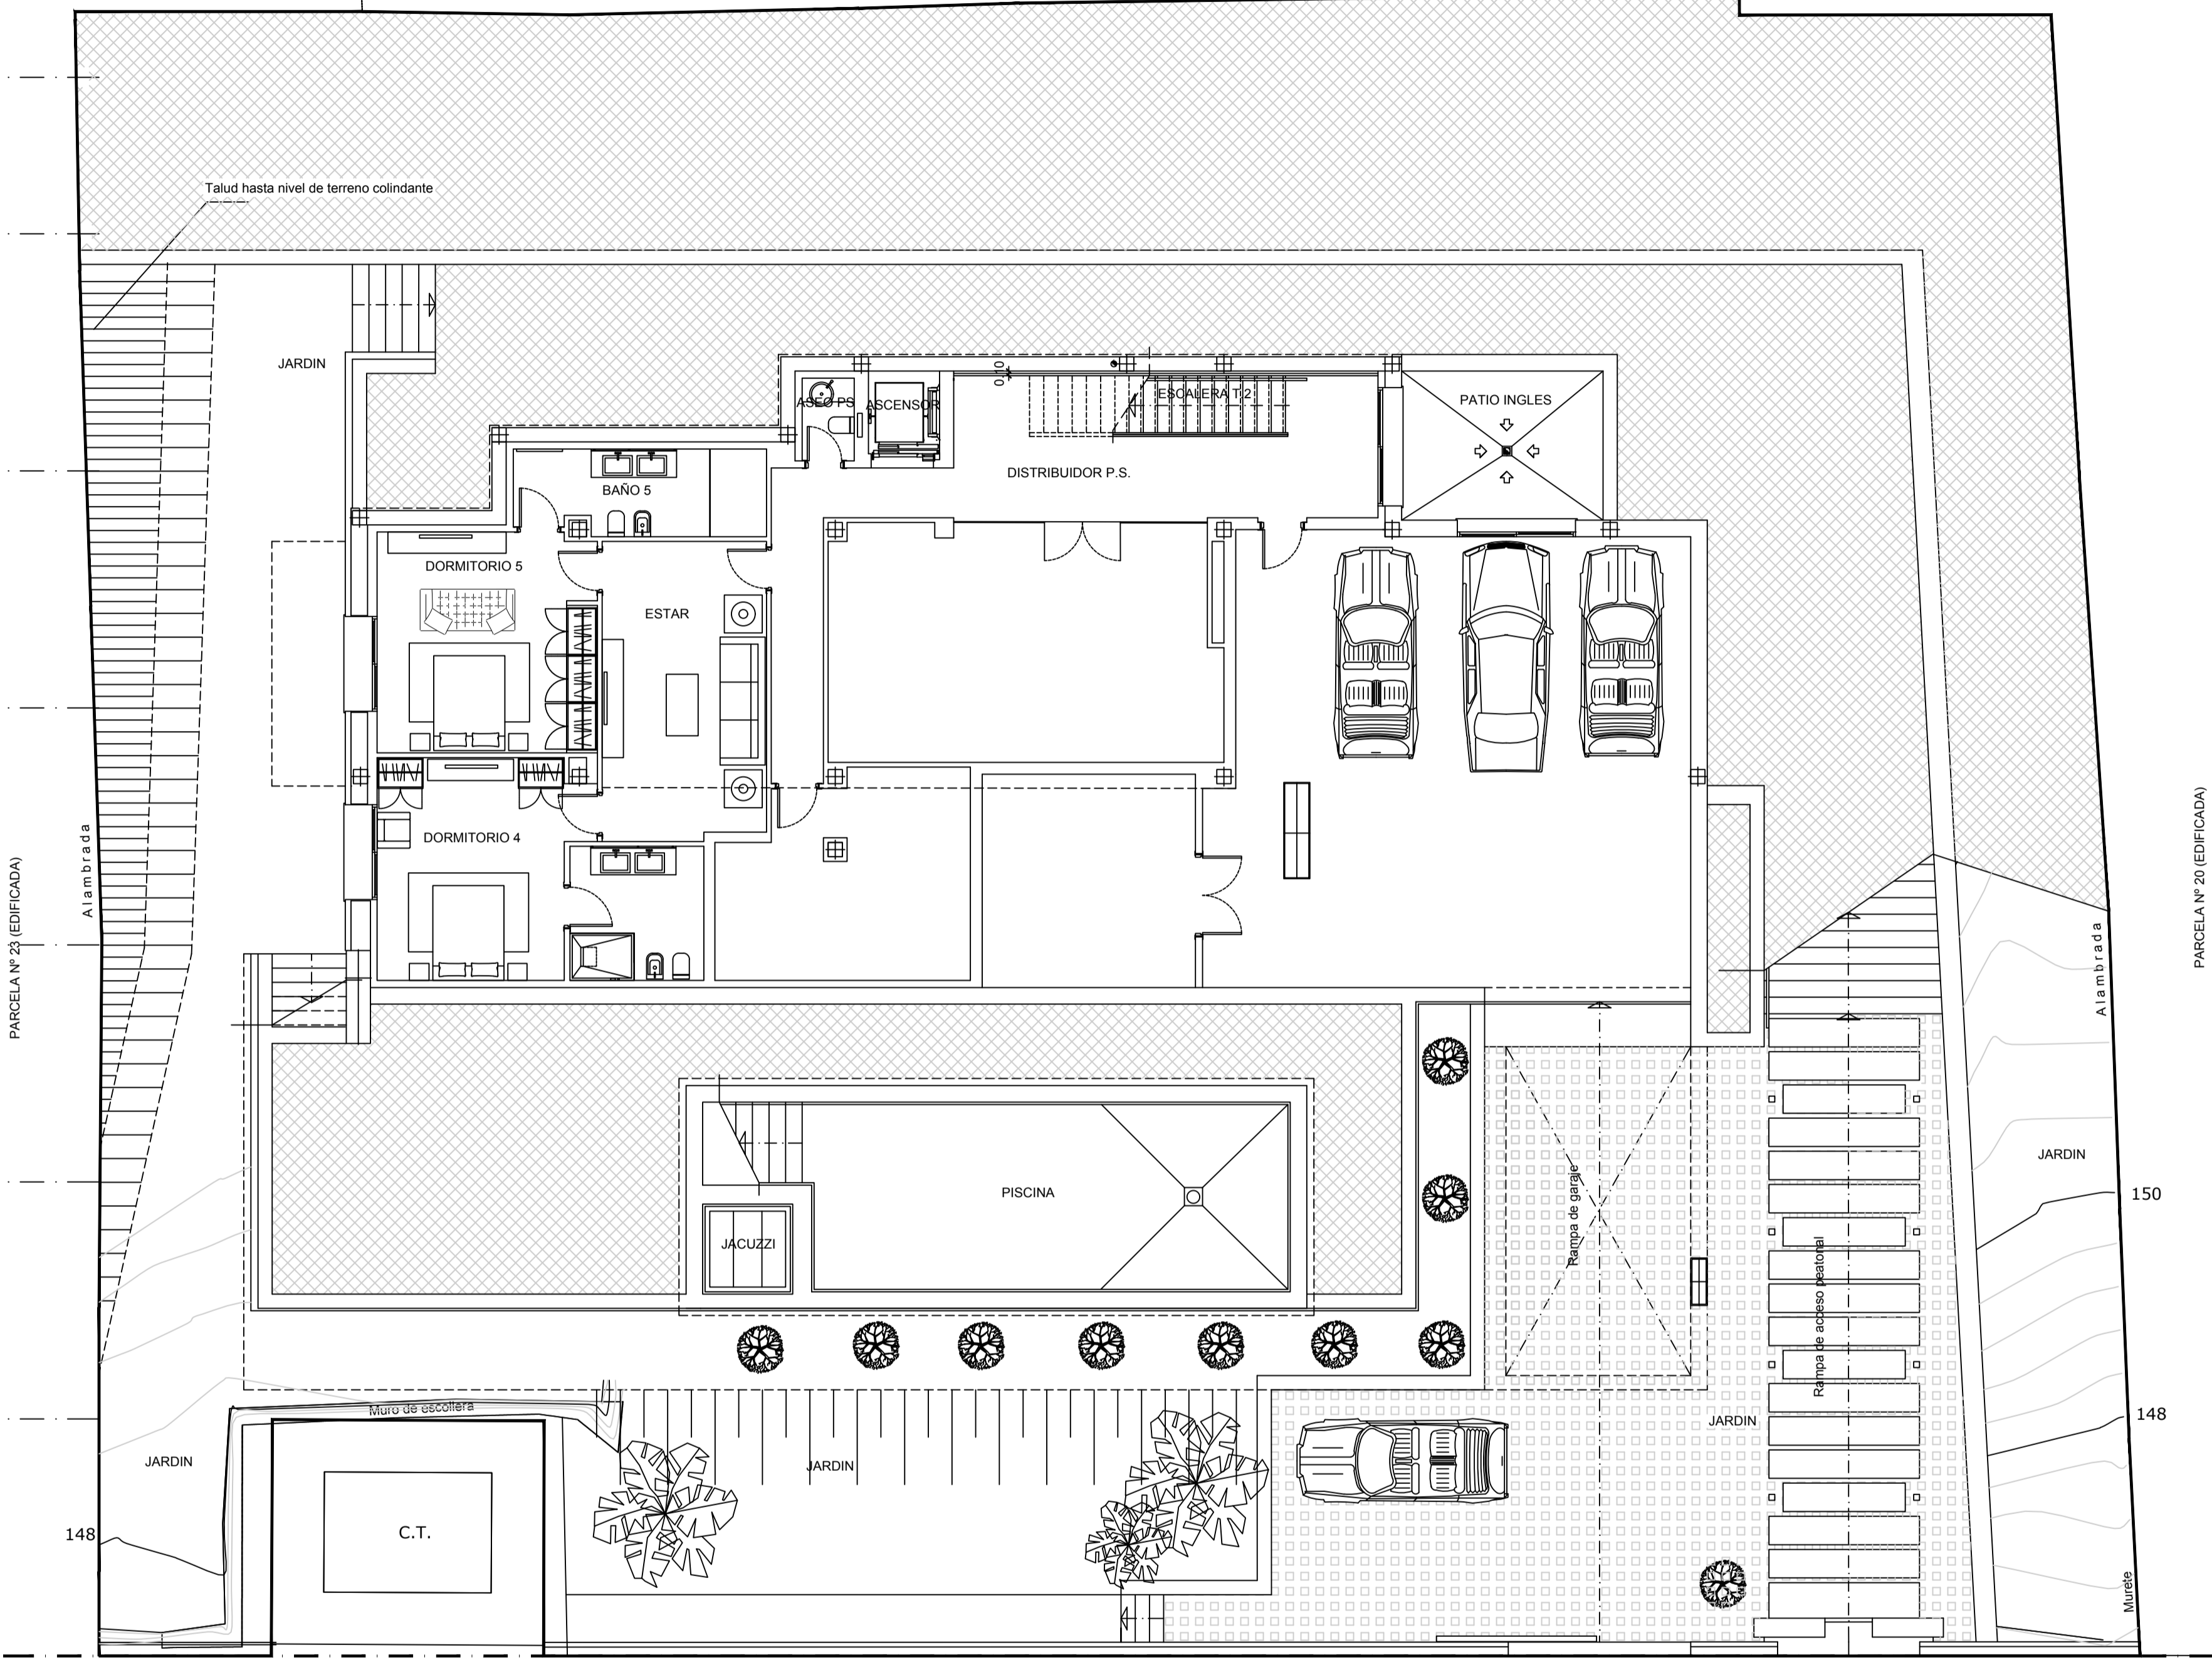 Talud hasta nivel de terreno colindante
JARDIN
0.10
ASEO PS
ASCENSOR
ESCALERA T.2
PATIO INGLES
DISTRIBUIDOR P.S.
BAÑO 5
DORMITORIO 5
ESTAR
DORMITORIO 4
Alambrada
PARCELA Nº 23 (EDIFICADA)
PARCELA Nº 20 (EDIFICADA)
Alambrada
JARDIN
150
PISCINA
JACUZZI
Rampa de garaje
Rampa de acceso peatonal
Muro de escollera
148
JARDIN
JARDIN
JARDIN
C.T.
148
Murete